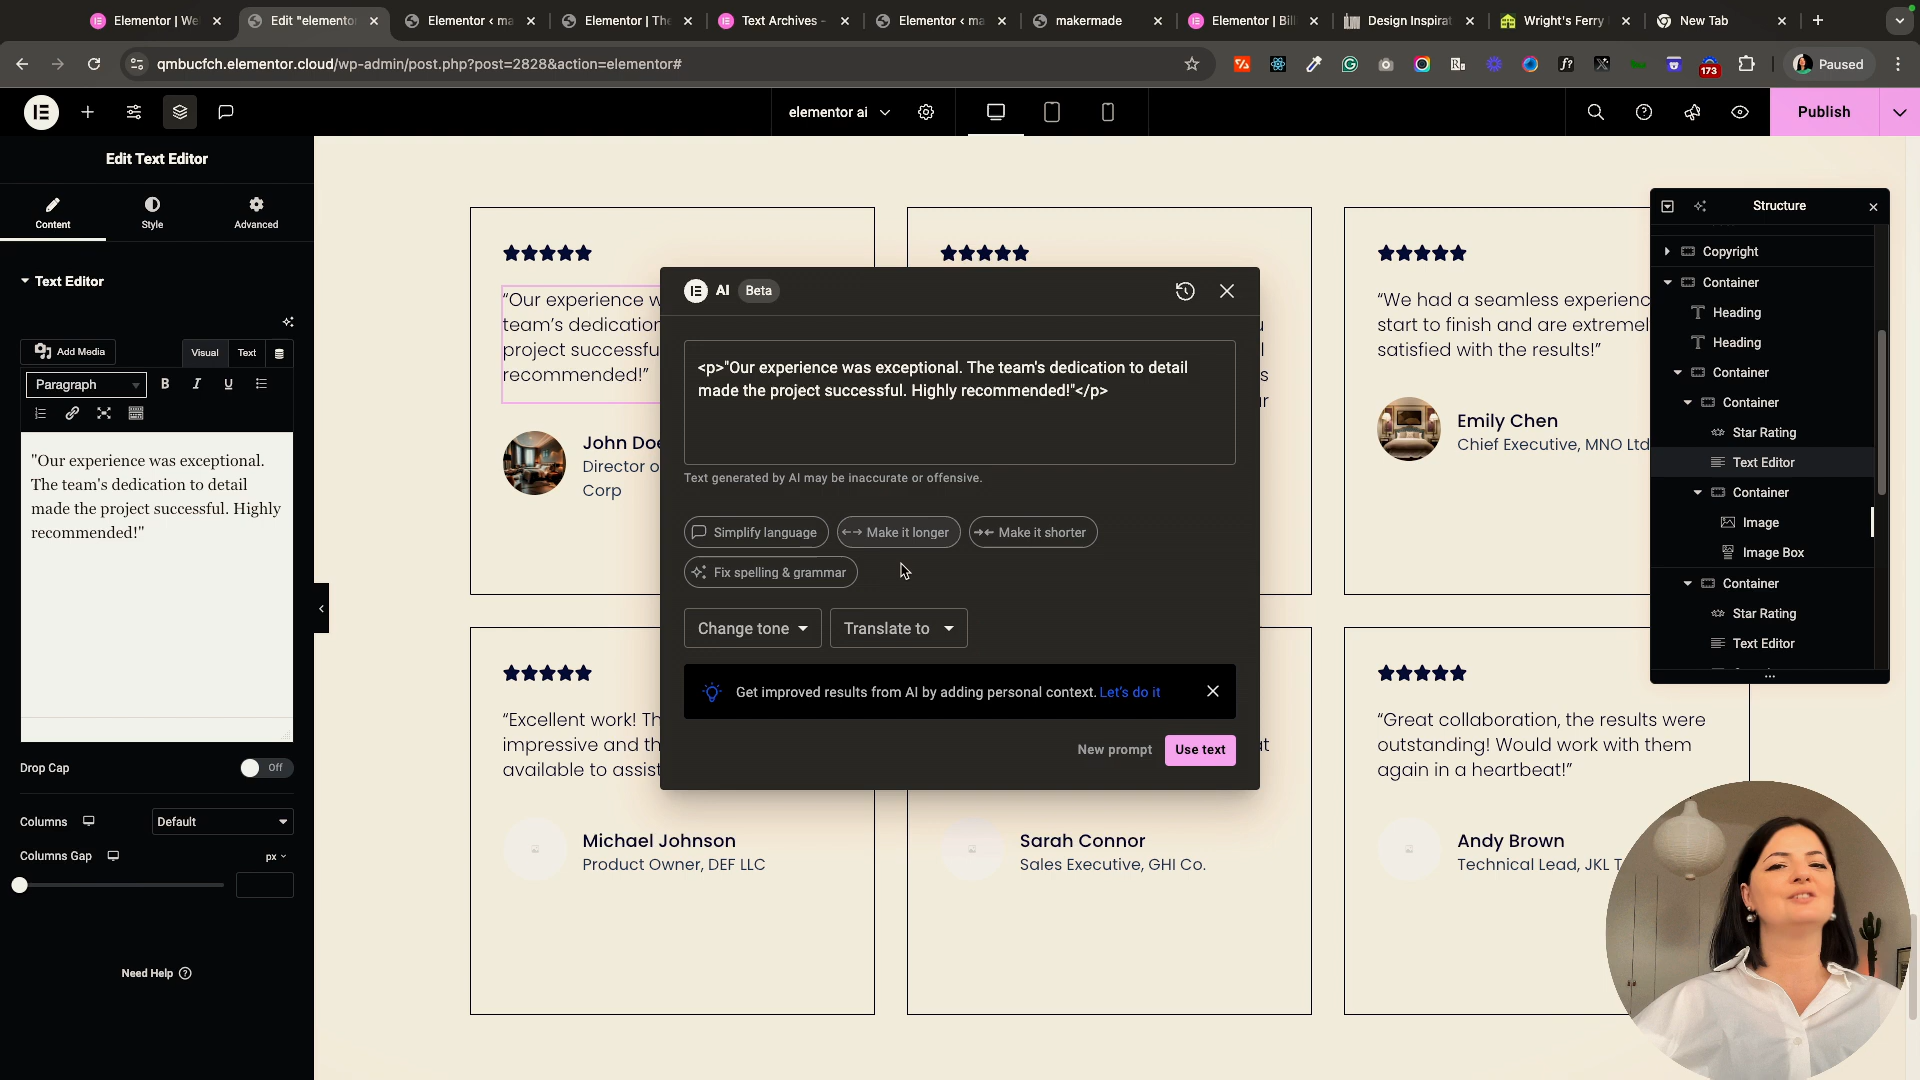 Elementor | We
Edit "elementor
Elementor ‹ ma
Elementor | The
Text Archives -
Elementor ‹ ma
makermade
Elementor | Bill
Design Inspirat
Wright's Ferry
New Tab
qmbucfch.elementor.cloud/wp-admin/post.php?post=2828&action=elementor#
173
Paused
elementor ai
Publish
Edit Text Editor
Content
Style
Advanced
Text Editor
Add Media
Visual
Text
Paragraph
B
I
U
"Our experience was exceptional.
The team's dedication to detail
made the project successful. Highly
recommended!"
Drop Cap
Off
Columns
Default
Columns Gap
px
Need Help
“Our experience w
team’s dedication
project successfu
recommended!”
John Doe
Director o
Corp
“We had a seamless experienc
start to finish and are extremel
satisfied with the results!”
Emily Chen
Chief Executive, MNO Ltd
AI
Beta
<p>"Our experience was exceptional. The team's dedication to detail
made the project successful. Highly recommended!"</p>
Text generated by AI may be inaccurate or offensive.
Simplify language
Make it longer
Make it shorter
Fix spelling & grammar
Change tone
Translate to
Get improved results from AI by adding personal context. Let's do it
New prompt
Use text
“Excellent work! Th
impressive and th
available to assist
Michael Johnson
Product Owner, DEF LLC
Sarah Connor
Sales Executive, GHI Co.
“Great collaboration, the results were
outstanding! Would work with them
again in a heartbeat!”
Andy Brown
Technical Lead, JKL T
Structure
Copyright
Container
Heading
Heading
Container
Container
Star Rating
Text Editor
Container
Image
Image Box
Container
Star Rating
Text Editor